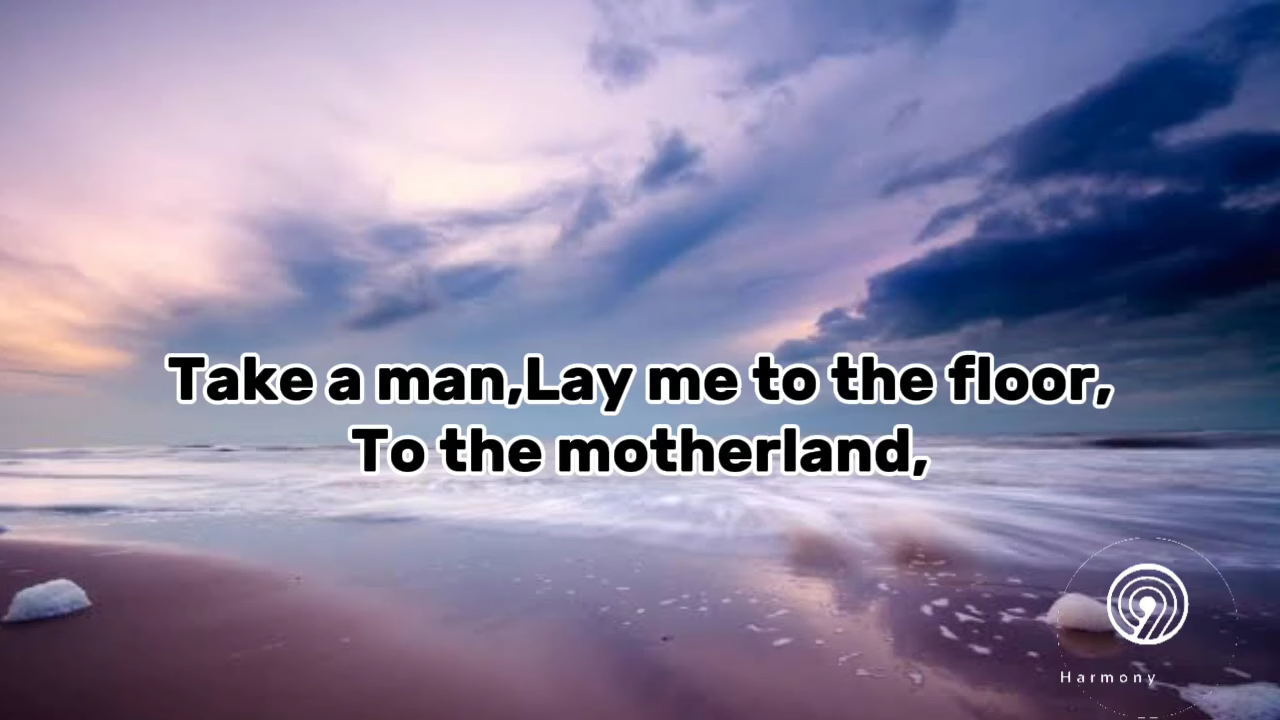 Take a man,Lay me to the floor,
To the motherland,
Harmony